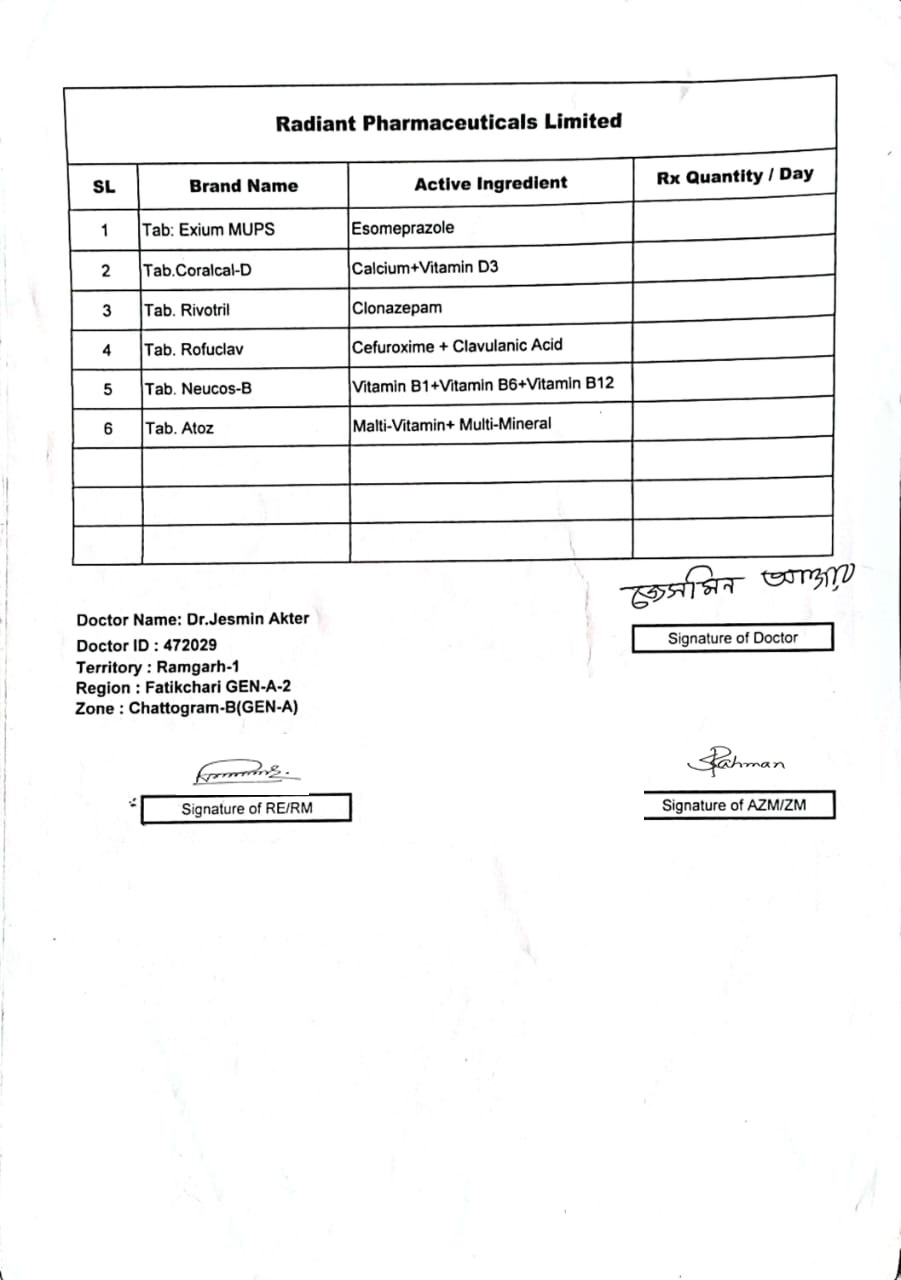 Radiant Pharmaceuticals Limited
SL Brand Name Active Ingredient Rx Quantity / Day
1 Tab: Exium MUPS Esomeprazole
2 Tab.Coralcal-D Calcium+Vitamin D3
3 Tab. Rivotril Clonazepam
4 Tab. Rofuclav Cefuroxime + Clavulanic Acid
5 Tab. Neucos-B Vitamin B1+Vitamin B6+Vitamin B12
6 Tab. Atoz Malti-Vitamin+ Multi-Mineral
জেসমিন আক্তার
Signature of Doctor
Doctor Name: Dr.Jesmin Akter
Doctor ID : 472029
Territory : Ramgarh-1
Region : Fatikchari GEN-A-2
Zone : Chattogram-B(GEN-A)
Signature of RE/RM
SRahman
Signature of AZM/ZM